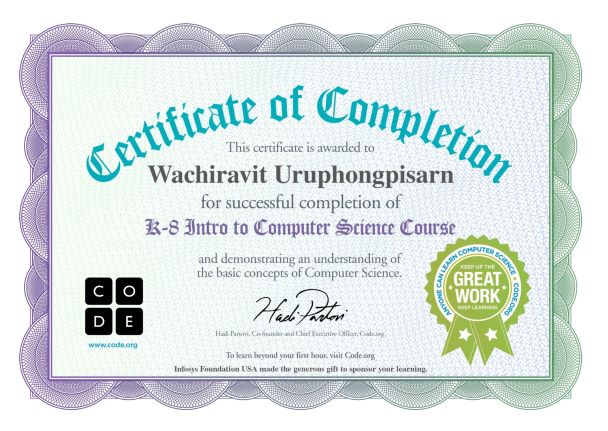 Certificate of Completion
This certificate is awarded to
Wachiravit Uruphongpisarn
for successful completion of
K-8 Intro to Computer Science Course
and demonstrating an understanding of
the basic concepts of Computer Science.
C O
D E
www.code.org
Hadi Partovi
Hadi Partovi, Co-founder and Chief Executive Officer, Code.org
To learn beyond your first hour, visit Code.org
Infosys Foundation USA made the generous gift to sponsor your learning.
ANYONE CAN LEARN COMPUTER SCIENCE • CODE.ORG
KEEP UP THE
GREAT
WORK
KEEP LEARNING